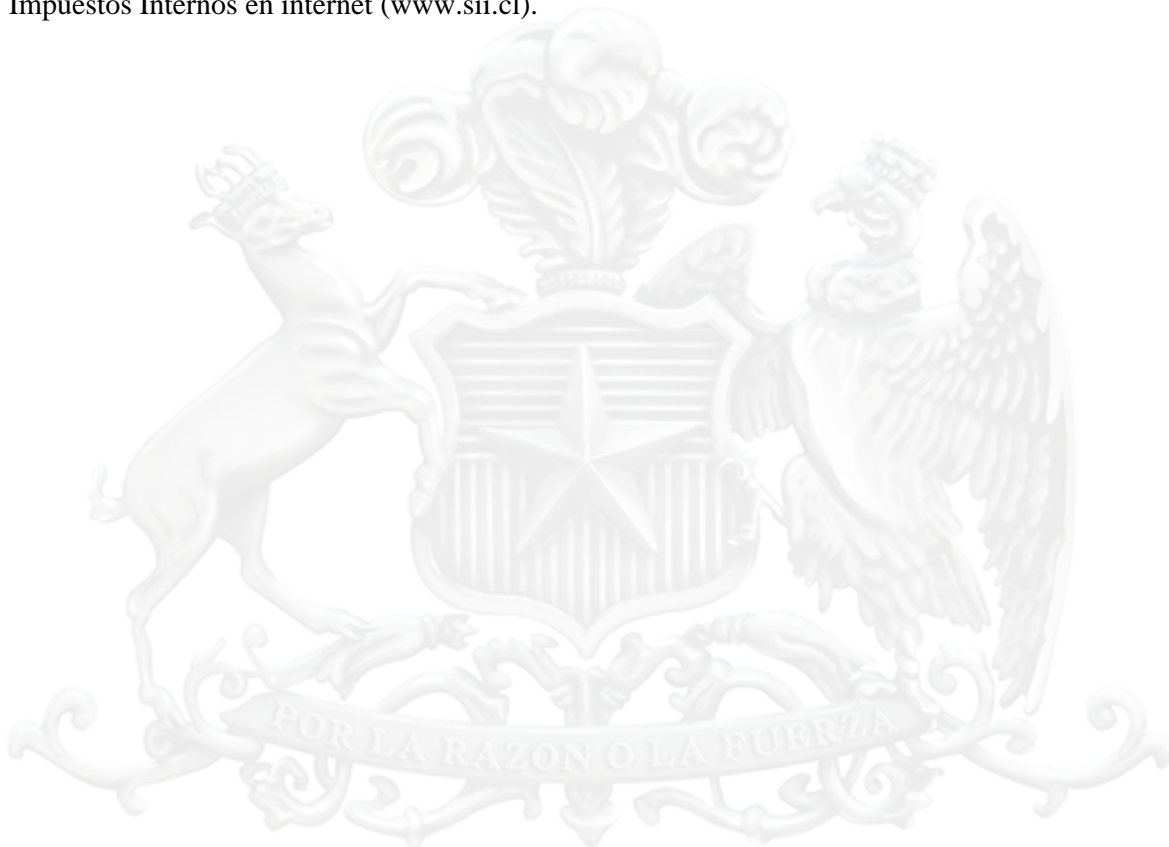 Impuestos Internos en internet (www.sii.cl).
POR LA RAZON O LA FUERZA